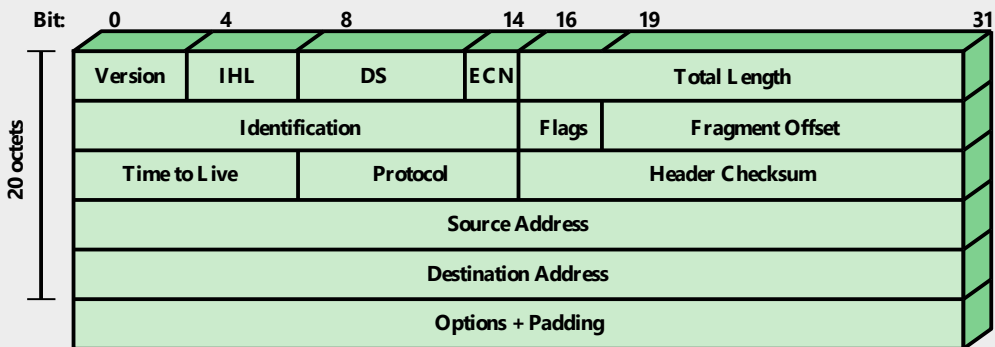 Bit: 0 4 8 14 16 19 31
Version IHL DS ECN Total Length
Identification Flags Fragment Offset
Time to Live Protocol Header Checksum
Source Address
Destination Address
Options + Padding
20 octets